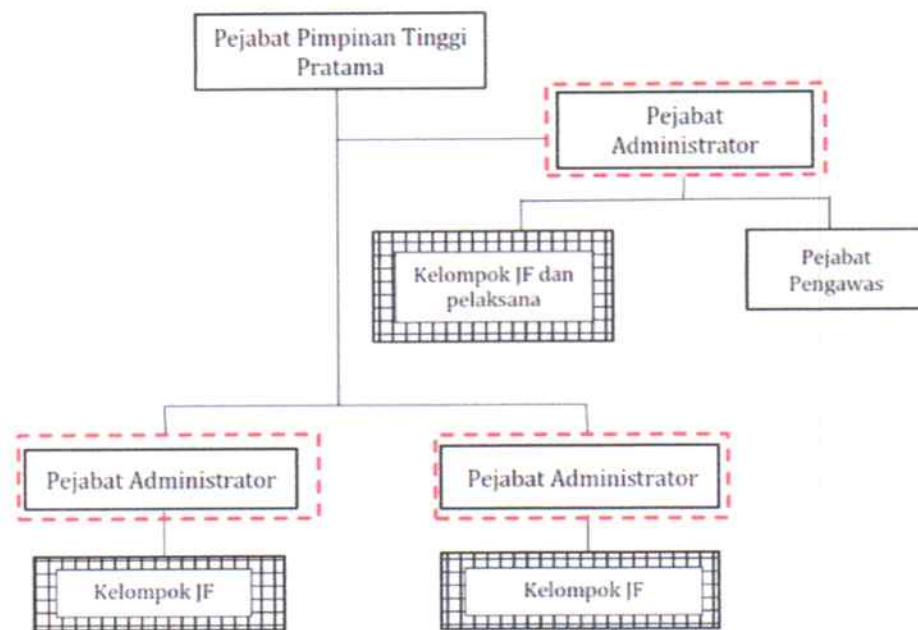 Pejabat Pimpinan Tinggi
Pratama
Pejabat
Administrator
Kelompok JF dan
pelaksana
Pejabat
Pengawas
Pejabat Administrator
Pejabat Administrator
Kelompok JF
Kelompok JF